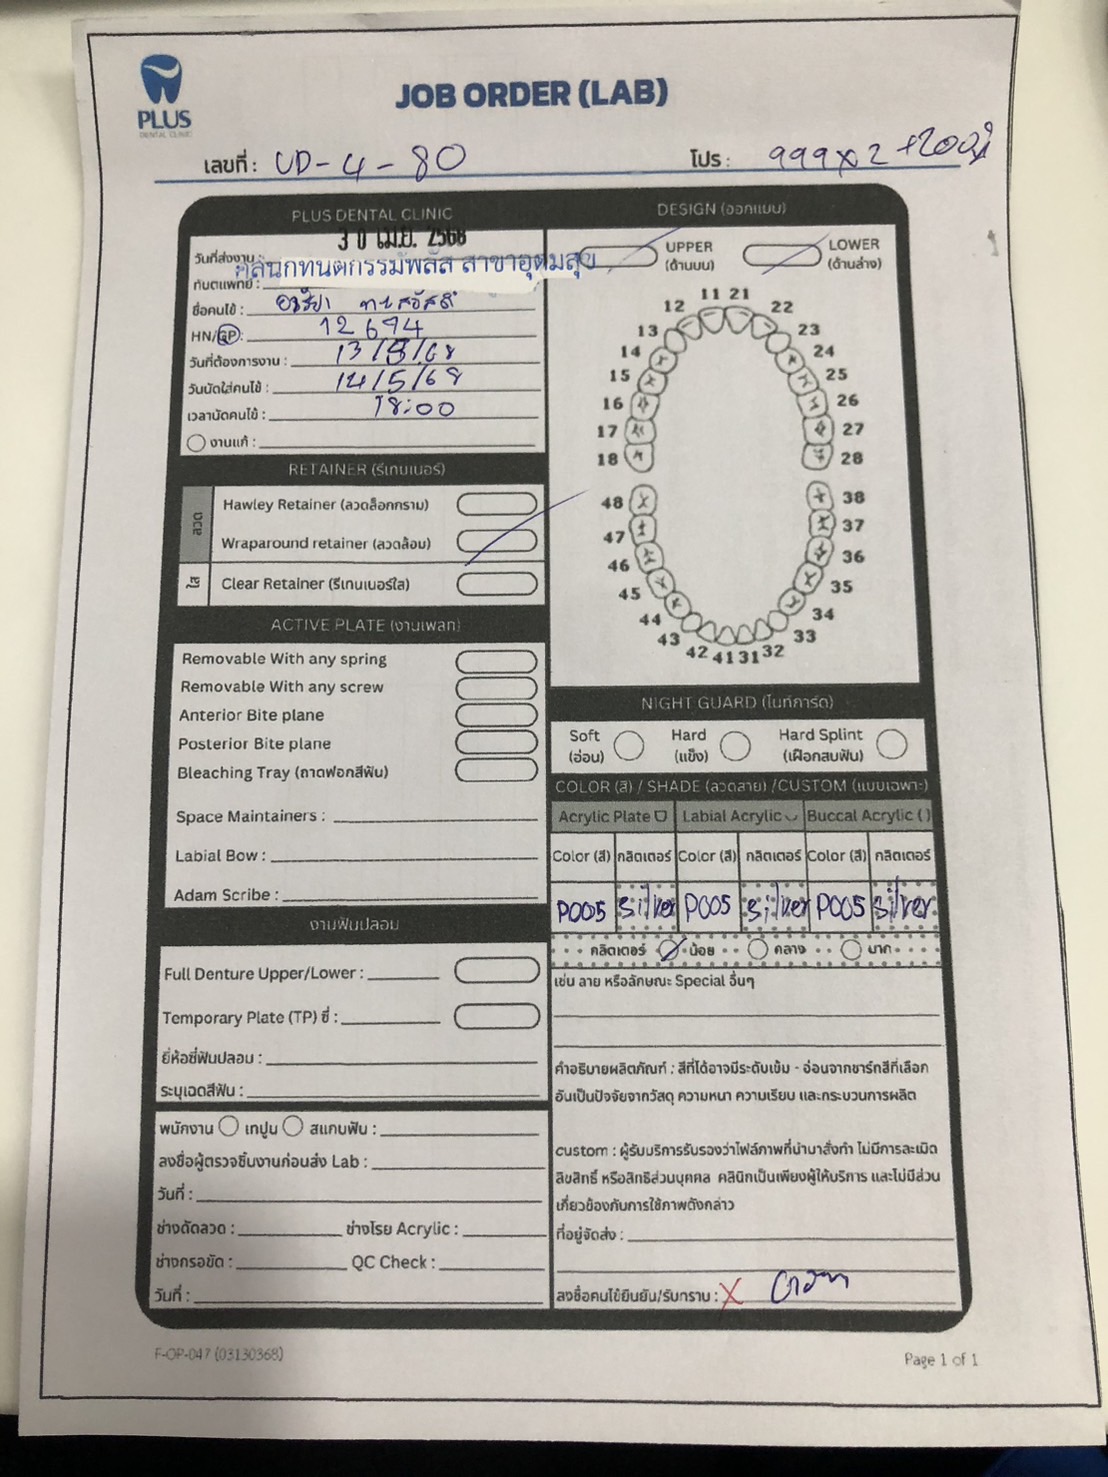 PLUS
DENTAL CLINIC
JOB ORDER (LAB)
เลขที่ : UD-4-80
โปร : 999x2 +200
PLUS DENTAL CLINIC
30 เม.ย. 2568
วันที่ส่งงาน
คลินิกทันตกรรมพลัส สาขาอุดมสุข
ทันตแพทย์ :
ชื่อคนไข้ :
HN/GP: 12694
วันที่ต้องการงาน : 13/5/68
วันนัดใส่คนไข้ : 14/5/68
เวลานัดคนไข้ : 18:00
งานแก้ :
RETAINER (รีเทนเนอร์)
ลวด
Hawley Retainer (ลวดล็อกกราม)
Wraparound retainer (ลวดล้อม)
ใส
Clear Retainer (รีเทนเนอร์ใส)
ACTIVE PLATE (งานเพลท)
Removable With any spring
Removable With any screw
Anterior Bite plane
Posterior Bite plane
Bleaching Tray (ถาดฟอกสีฟัน)
Space Maintainers :
Labial Bow :
Adam Scribe :
งานฟันปลอม
Full Denture Upper/Lower :
Temporary Plate (TP) ซี่ :
ยี่ห้อซี่ฟันปลอม :
ระบุเฉดสีฟัน :
พนักงาน เทปูน สแกนฟัน :
ลงชื่อผู้ตรวจชิ้นงานก่อนส่ง Lab :
วันที่ :
ช่างดัดลวด : ช่างโรย Acrylic :
ช่างกรอขัด : QC Check :
วันที่ :
DESIGN (ออกแบบ)
UPPER (ด้านบน)
LOWER (ด้านล่าง)
11 21
12 22
13 23
14 24
15 25
16 26
17 27
18 28
48 38
47 37
46 36
45 35
44 34
43 33
42 41 31 32
NIGHT GUARD (ไนท์การ์ด)
Soft (อ่อน)
Hard (แข็ง)
Hard Splint (เฝือกสบฟัน)
COLOR (สี) / SHADE (ลวดลาย) /CUSTOM (แบบเฉพาะ)
Acrylic Plate Labial Acrylic Buccal Acrylic ( )
Color (สี) กลิตเตอร์ Color (สี) กลิตเตอร์ Color (สี) กลิตเตอร์
P005 silver P005 silver P005 silver
กลิตเตอร์ น้อย กลาง มาก
เช่น ลาย หรือลักษณะ Special อื่นๆ
คำอธิบายผลิตภัณฑ์ : สีที่ได้อาจมีระดับเข้ม - อ่อนจากชาร์ทสีที่เลือก
อันเป็นปัจจัยจากวัสดุ ความหนา ความเรียบ และกระบวนการผลิต
custom : ผู้รับบริการรับรองว่าไฟล์ภาพที่นำมาสั่งทำ ไม่มีการละเมิด
ลิขสิทธิ์ หรือสิทธิส่วนบุคคล คลินิกเป็นเพียงผู้ให้บริการ และไม่มีส่วน
เกี่ยวข้องกับการใช้ภาพดังกล่าว
ที่อยู่จัดส่ง :
ลงชื่อคนไข้ยืนยัน/รับทราบ : X
F-OP-047 (03130368)
Page 1 of 1